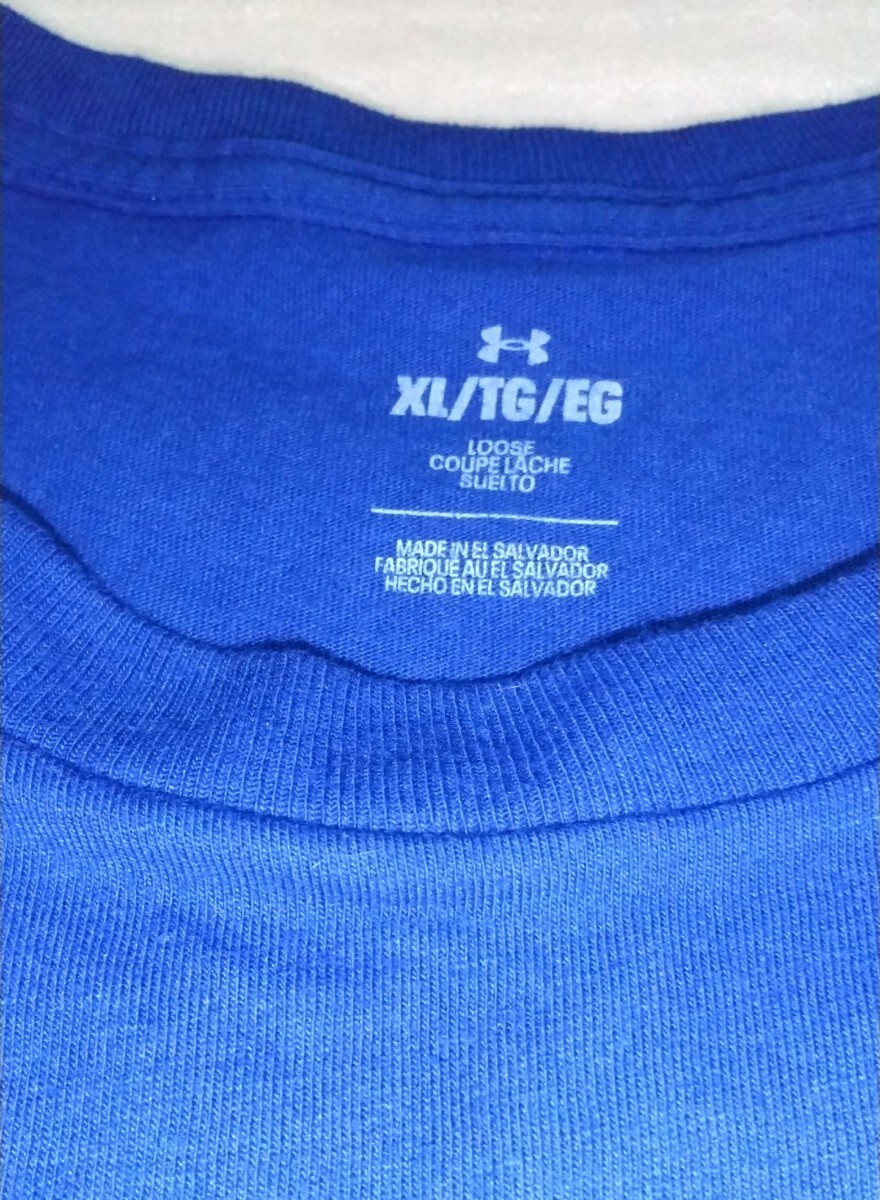 XL/TG/EG
LOOSE
COUPE LACHE
SUELTO
MADE IN EL SALVADOR
FABRIQUE AU EL SALVADOR
HECHO EN EL SALVADOR